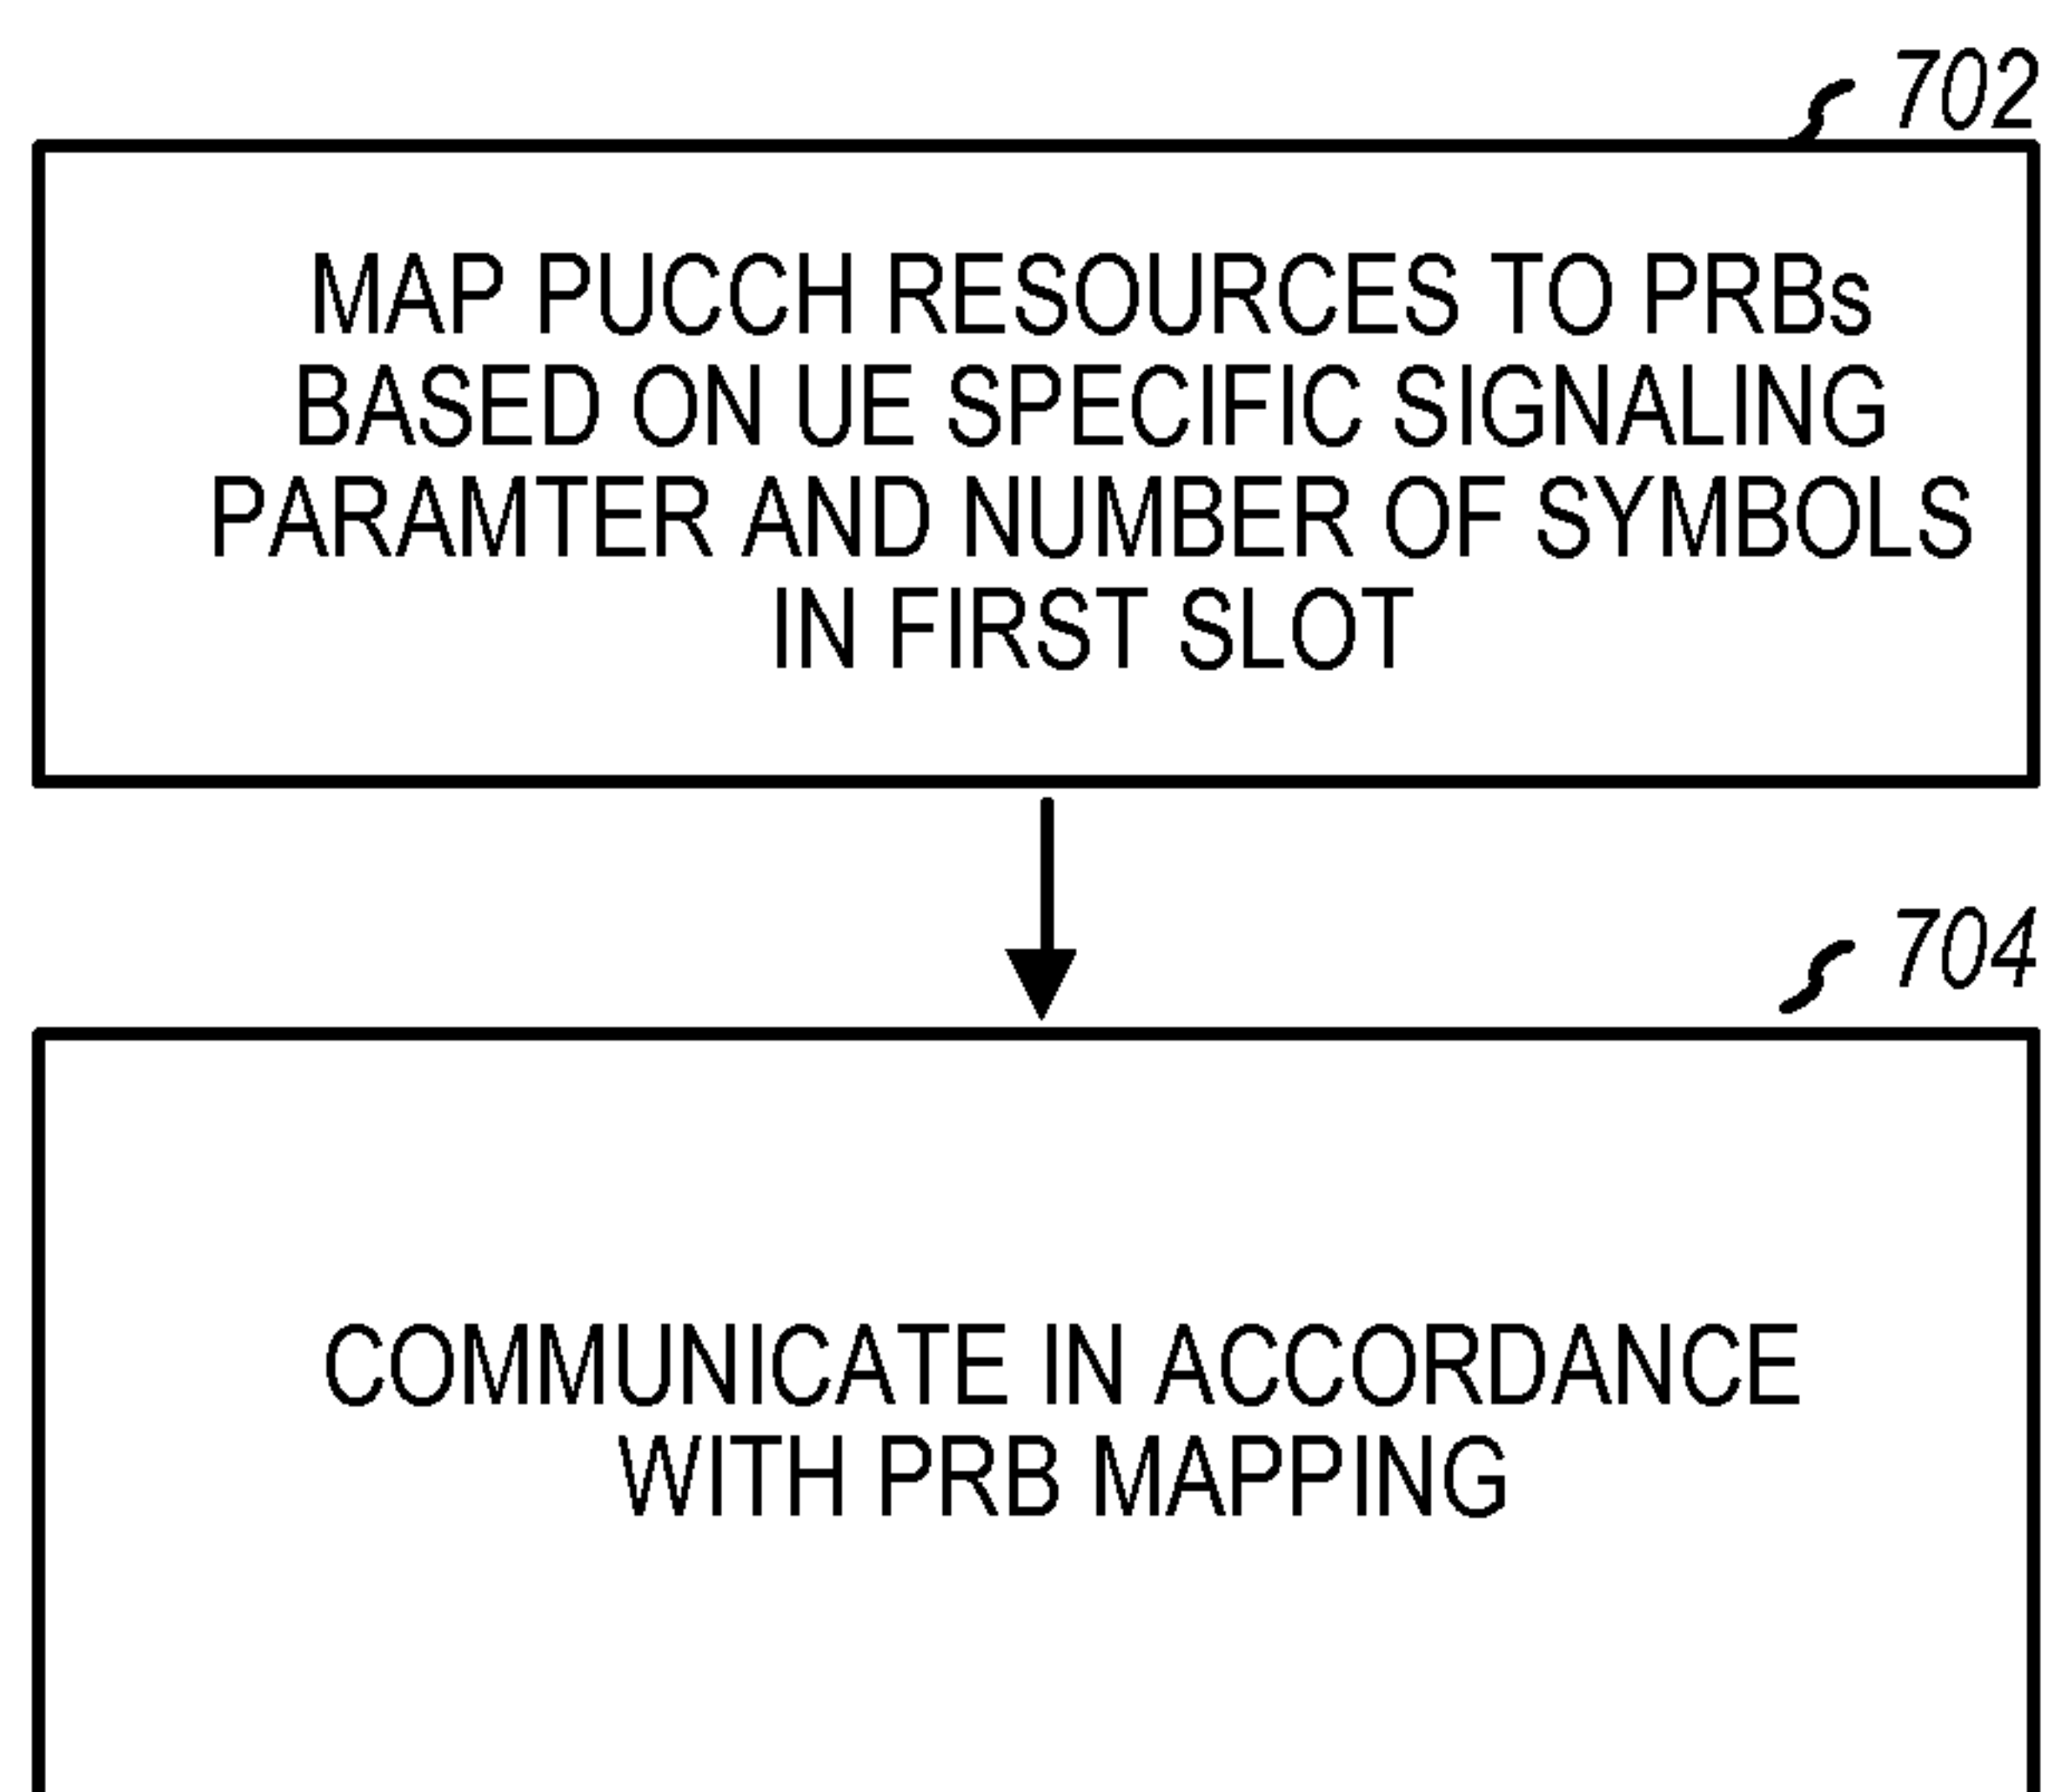 702
MAP PUCCH RESOURCES TO PRBs
BASED ON UE SPECIFIC SIGNALING
PARAMTER AND NUMBER OF SYMBOLS
IN FIRST SLOT
704
COMMUNICATE IN ACCORDANCE
WITH PRB MAPPING